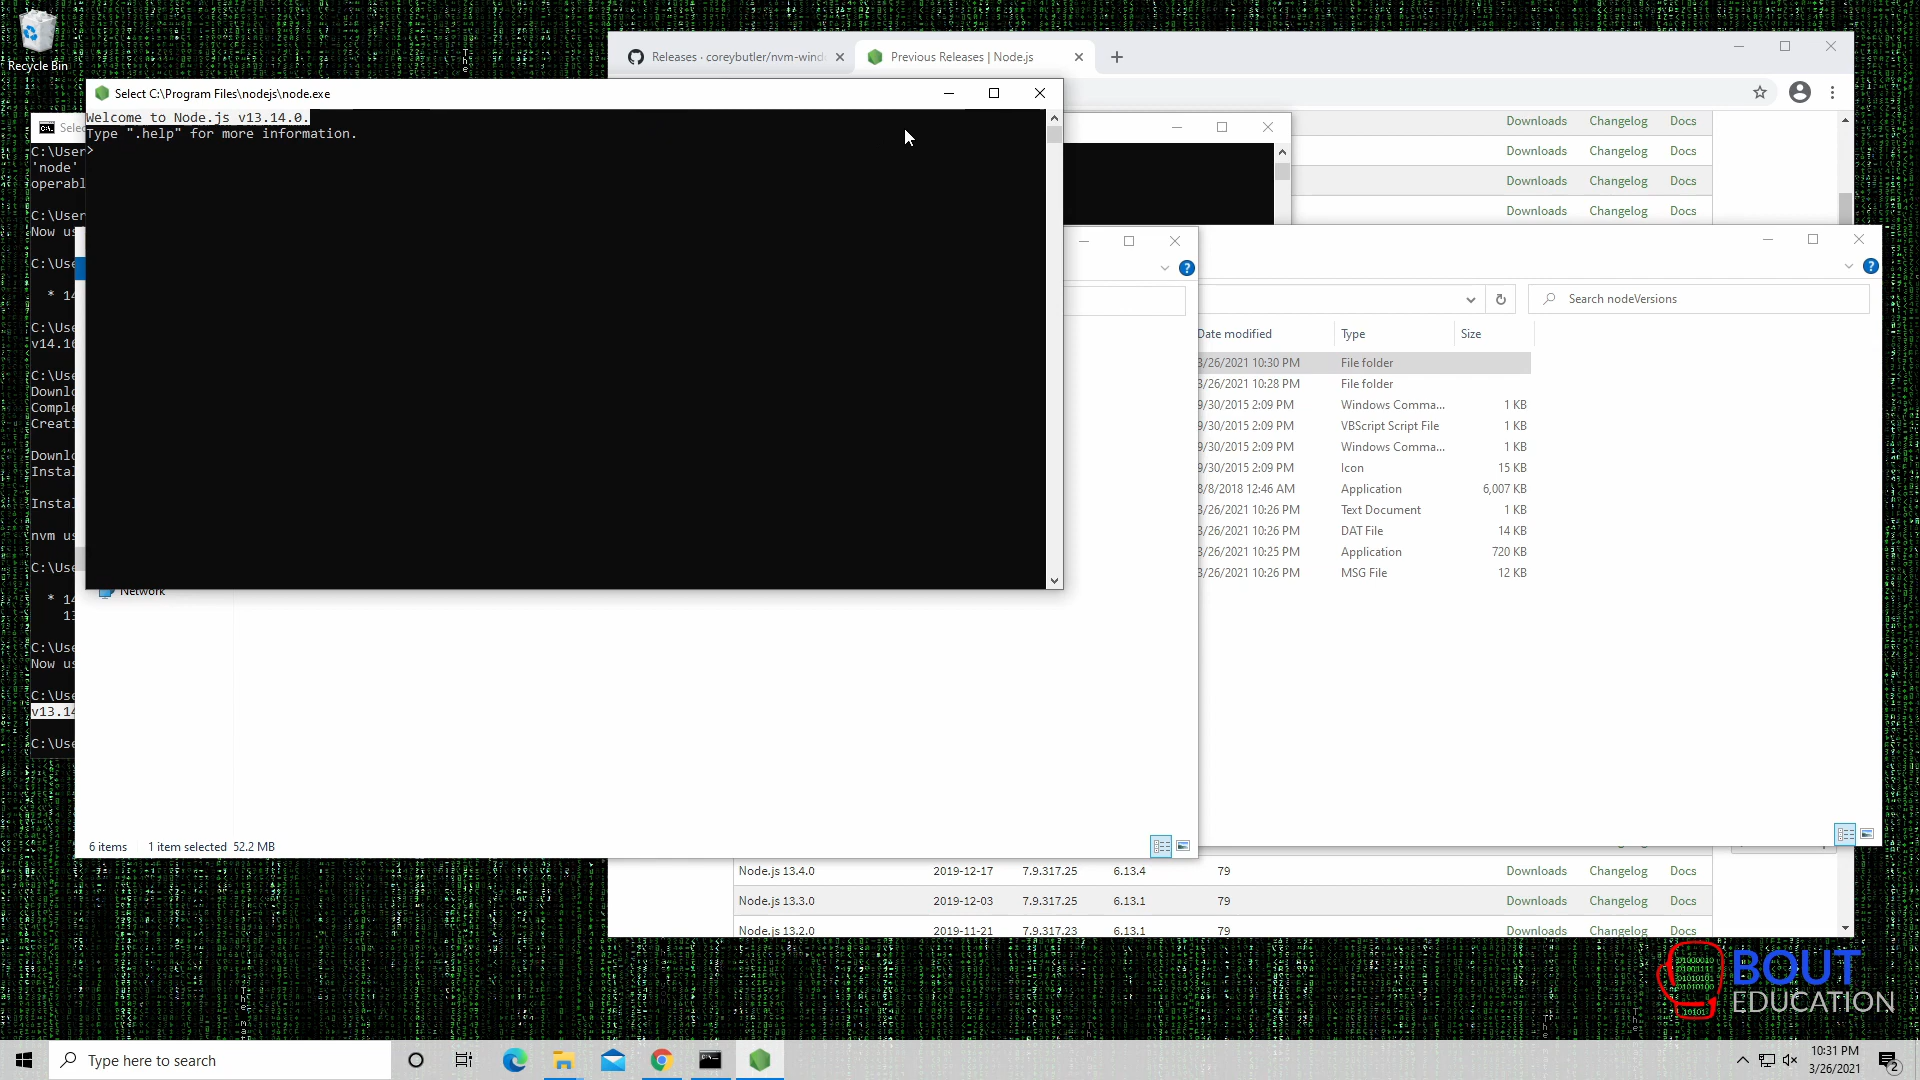 Recycle Bin
Releases · coreybutler/nvm-wind
Previous Releases | Node.js
Select C:\Program Files\nodejs\node.exe
Welcome to Node.js v13.14.0.
Type ".help" for more information.
>
Selec
C:\User
'node'
operabl
C:\User
Now us
C:\Use
* 14
C:\Use
v14.16
C:\Use
Downlo
Comple
Creati
Downlo
Instal
Instal
nvm us
C:\Use
* 14
13
C:\Use
Now us
C:\Use
v13.14
C:\Use
Downloads Changelog Docs
Downloads Changelog Docs
Downloads Changelog Docs
Downloads Changelog Docs
Search nodeVersions
Date modified Type Size
3/26/2021 10:30 PM File folder
3/26/2021 10:28 PM File folder
9/30/2015 2:09 PM Windows Comma... 1 KB
9/30/2015 2:09 PM VBScript Script File 1 KB
9/30/2015 2:09 PM Windows Comma... 1 KB
9/30/2015 2:09 PM Icon 15 KB
8/8/2018 12:46 AM Application 6,007 KB
3/26/2021 10:26 PM Text Document 1 KB
3/26/2021 10:26 PM DAT File 14 KB
3/26/2021 10:25 PM Application 720 KB
3/26/2021 10:26 PM MSG File 12 KB
Network
6 items 1 item selected 52.2 MB
Node.js 13.4.0 2019-12-17 7.9.317.25 6.13.4 79 Downloads Changelog Docs
Node.js 13.3.0 2019-12-03 7.9.317.25 6.13.1 79 Downloads Changelog Docs
Node.js 13.2.0 2019-11-21 7.9.317.23 6.13.1 79 Downloads Changelog Docs
BOUT
EDUCATION
Type here to search
10:31 PM
3/26/2021
2